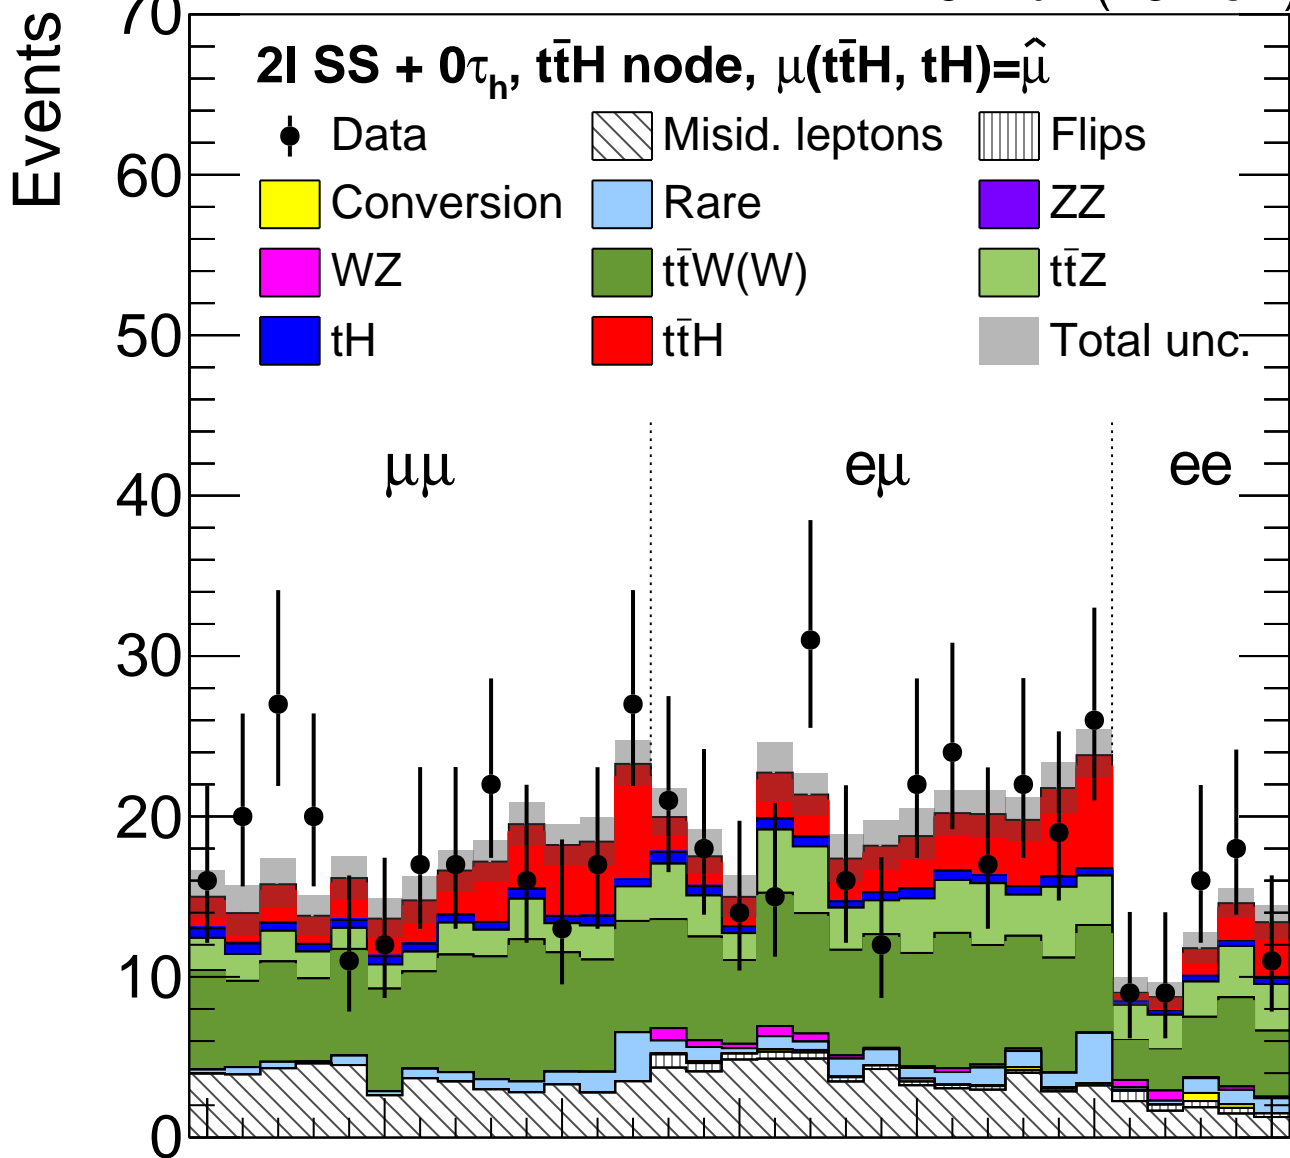 Events
70
60
50
40
30
20
10
0
2l SS + 0τh, tt̄H node, μ(tt̄H, tH)=μ̂
Data
Misid. leptons
Flips
Conversion
Rare
ZZ
WZ
tt̄W(W)
tt̄Z
tH
tt̄H
Total unc.
μμ
eμ
ee